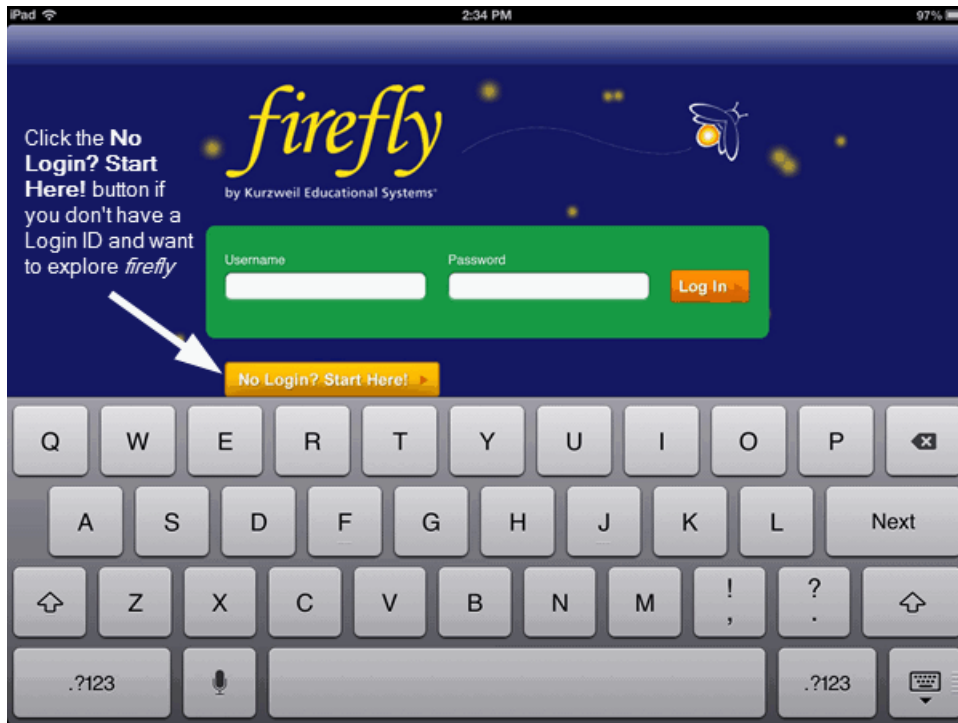 iPad 2:34 PM 97%
firefly
by Kurzweil Educational Systems
Click the No
Login? Start
Here! button if
you don't have a
Login ID and want
to explore firefly
Username Password
Log In
No Login? Start Here!
Q W E R T Y U I O P
A S D F G H J K L Next
Z X C V B N M ! , ? .
.?123 .?123